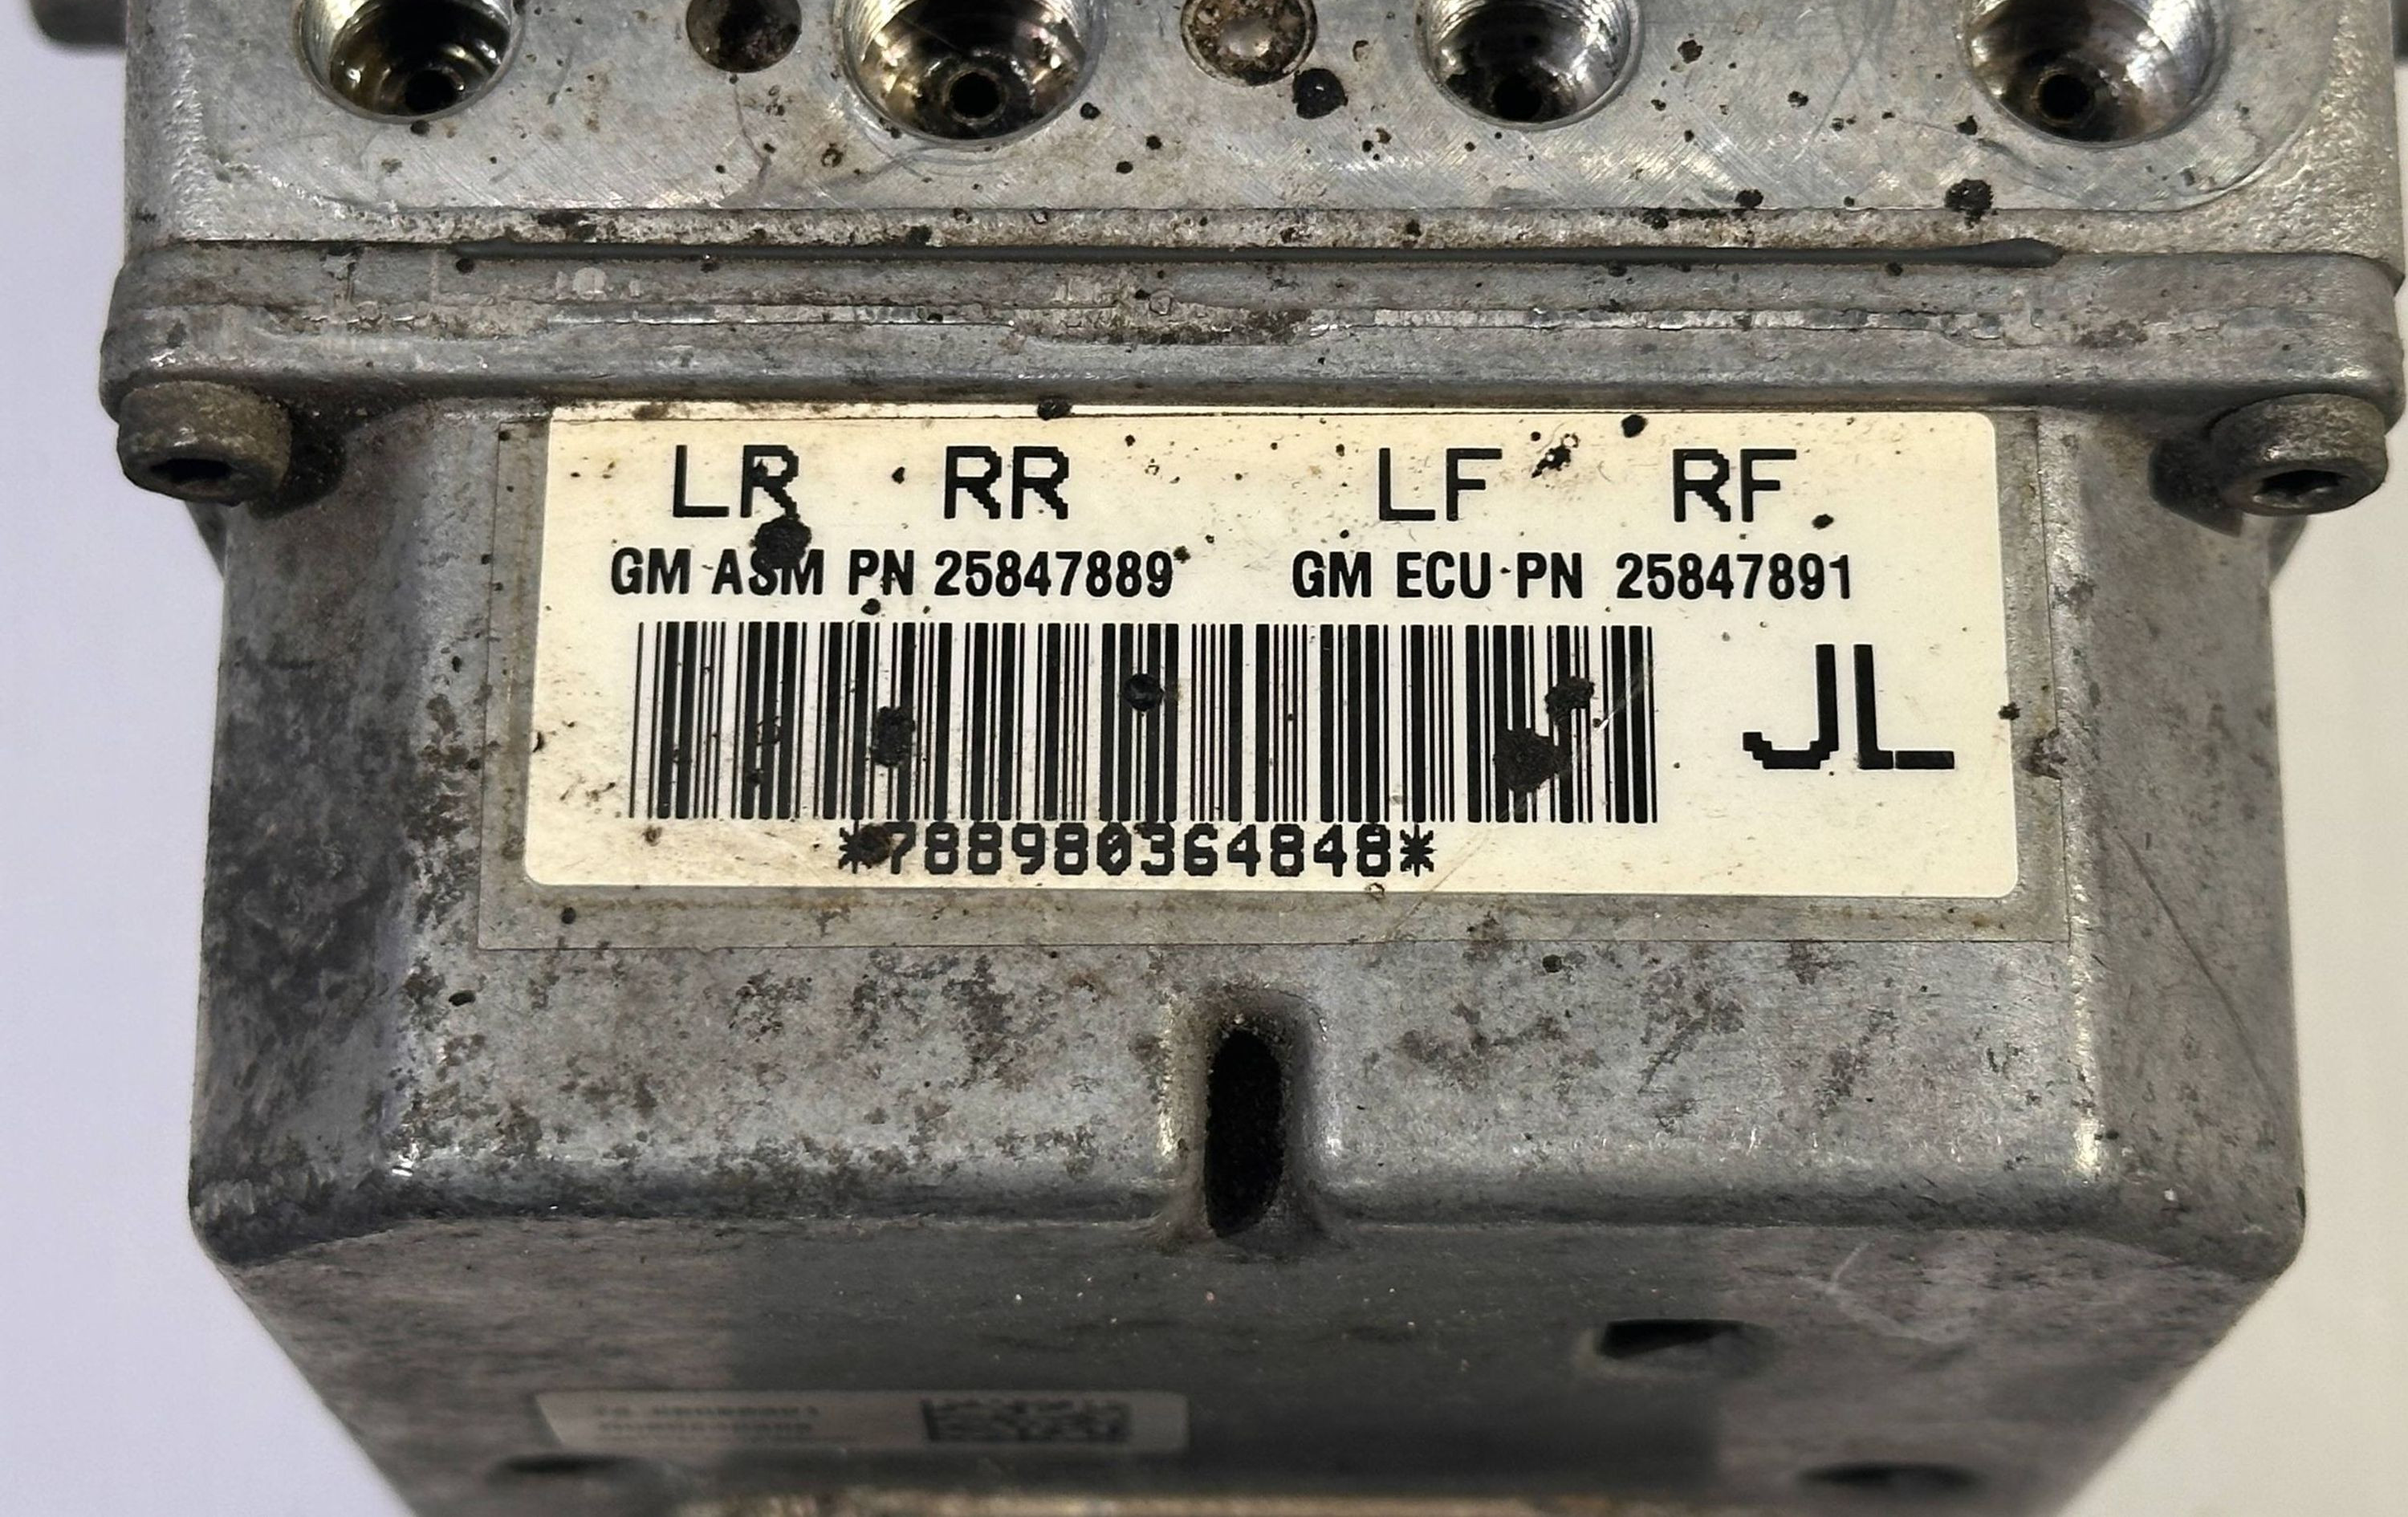 LR RR LF RF
GM ASM PN 25847889 GM ECU PN 25847891
JL
*788980364848*